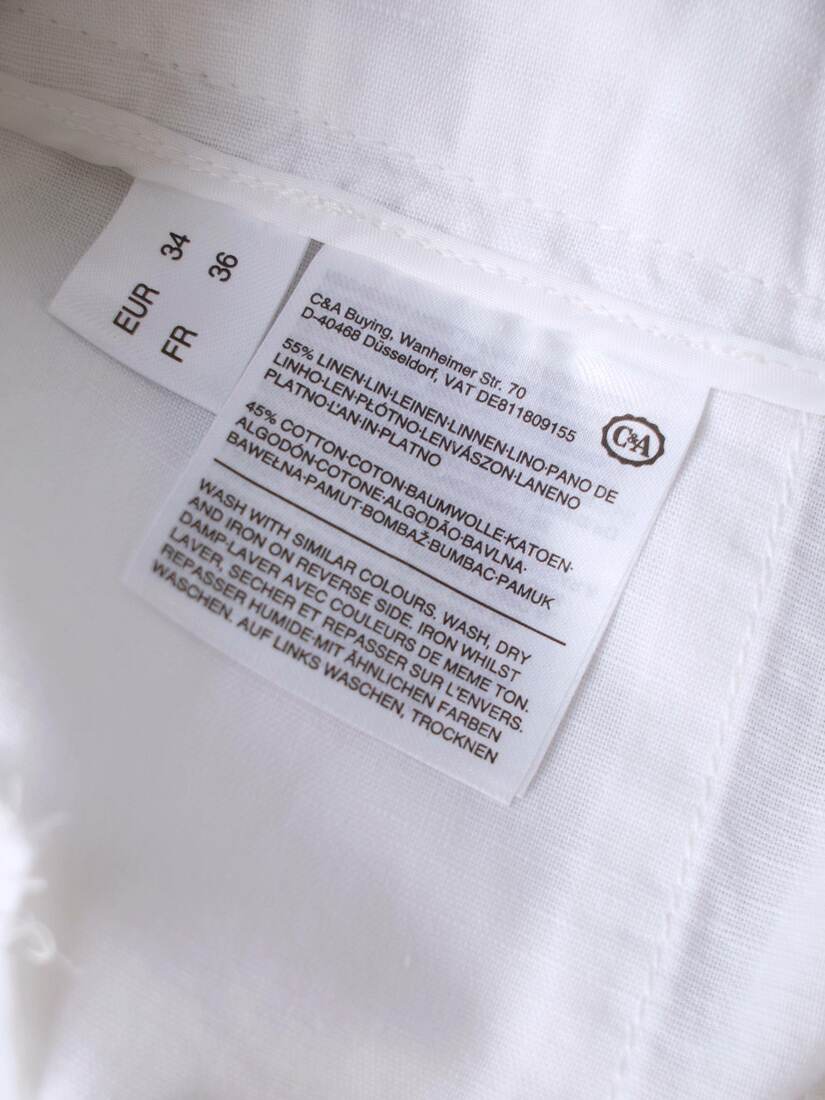 EUR 34
FR 36
C&A Buying, Wanheimer Str. 70
D-40468 Düsseldorf, VAT DE811809155
C&A
55% LINEN·LIN·LEINEN·LINNEN·LINO·PANO DE
LINHO·LEN·PŁÓTNO·LENVÁSZON·LANENO
PLATNO·ĽAN·IN·PLATNO
45% COTTON·COTON·BAUMWOLLE·KATOEN·
ALGODÓN·COTONE·ALGODÃO·BAVLNA·
BAWEŁNA·PAMUT·BOMBAŽ·BUMBAC·PAMUK
WASH WITH SIMILAR COLOURS. WASH, DRY
AND IRON ON REVERSE SIDE. IRON WHILST
DAMP·LAVER AVEC COULEURS DE MEME TON.
LAVER, SECHER ET REPASSER SUR L'ENVERS.
REPASSER HUMIDE·MIT ÄHNLICHEN FARBEN
WASCHEN. AUF LINKS WASCHEN, TROCKNEN